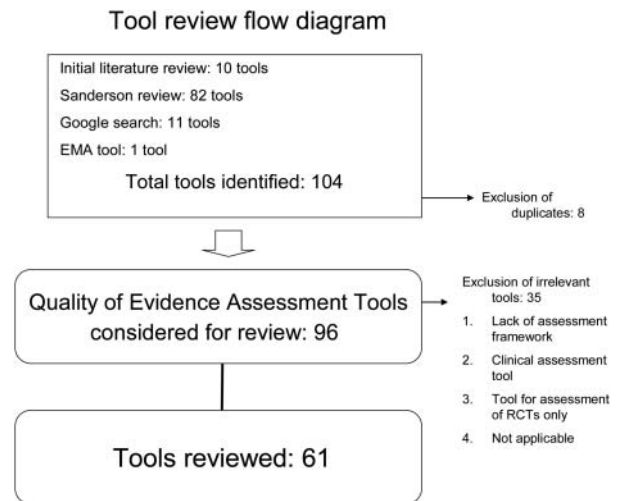 Tool review flow diagram
Initial literature review: 10 tools
Sanderson review: 82 tools
Google search: 11 tools
EMA tool: 1 tool
Total tools identified: 104
Exclusion of
duplicates: 8
Quality of Evidence Assessment Tools
considered for review: 96
Exclusion of irrelevant
tools: 35
1. Lack of assessment
framework
2. Clinical assessment
tool
3. Tool for assessment
of RCTs only
4. Not applicable
Tools reviewed: 61